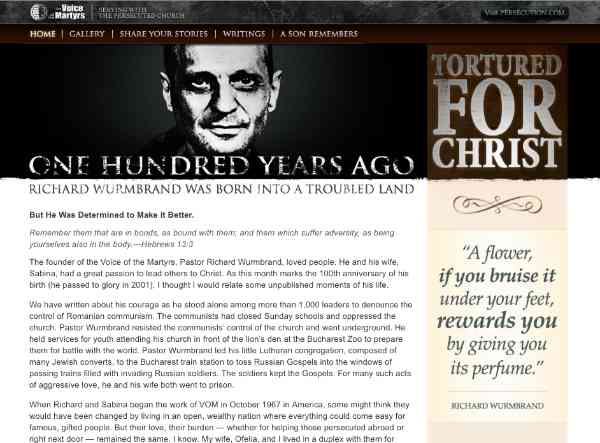 the Voice of the Martyrs
SERVING WITH
THE PERSECUTED CHURCH
Visit PERSECUTION.COM
HOME | GALLERY | SHARE YOUR STORIES | WRITINGS | A SON REMEMBERS
TORTURED
FOR
CHRIST
ONE HUNDRED YEARS AGO
RICHARD WURMBRAND WAS BORN INTO A TROUBLED LAND
But He Was Determined to Make It Better.
Remember them that are in bonds, as bound with them; and them which suffer adversity, as being
yourselves also in the body.—Hebrews 13:3
The founder of the Voice of the Martyrs, Pastor Richard Wurmbrand, loved people. He and his wife,
Sabina, had a great passion to lead others to Christ. As this month marks the 100th anniversary of his
birth (he passed to glory in 2001), I thought I would relate some unpublished moments of his life.
We have written about his courage as he stood alone among more than 1,000 leaders to denounce the
control of Romanian communism. The communists had closed Sunday schools and oppressed the
church. Pastor Wurmbrand resisted the communists' control of the church and went underground. He
held services for youth attending his church in front of the lion's den at the Bucharest Zoo to prepare
them for battle with the world. Pastor Wurmbrand led his little Lutheran congregation, composed of
many Jewish converts, to the Bucharest train station to toss Russian Gospels into the windows of
passing trains filled with invading Russian soldiers. The soldiers kept the Gospels. For many such acts
of aggressive love, he and his wife both went to prison.
When Richard and Sabina began the work of VOM in October 1967 in America, some might think they
would have been changed by living in an open, wealthy nation where everything could come easy for
famous, gifted people. But their love, their burden — whether for helping those persecuted abroad or
right next door — remained the same. I know. My wife, Ofelia, and I lived in a duplex with them for
"A flower,
if you bruise it
under your feet,
rewards you
by giving you
its perfume."
RICHARD WURMBRAND